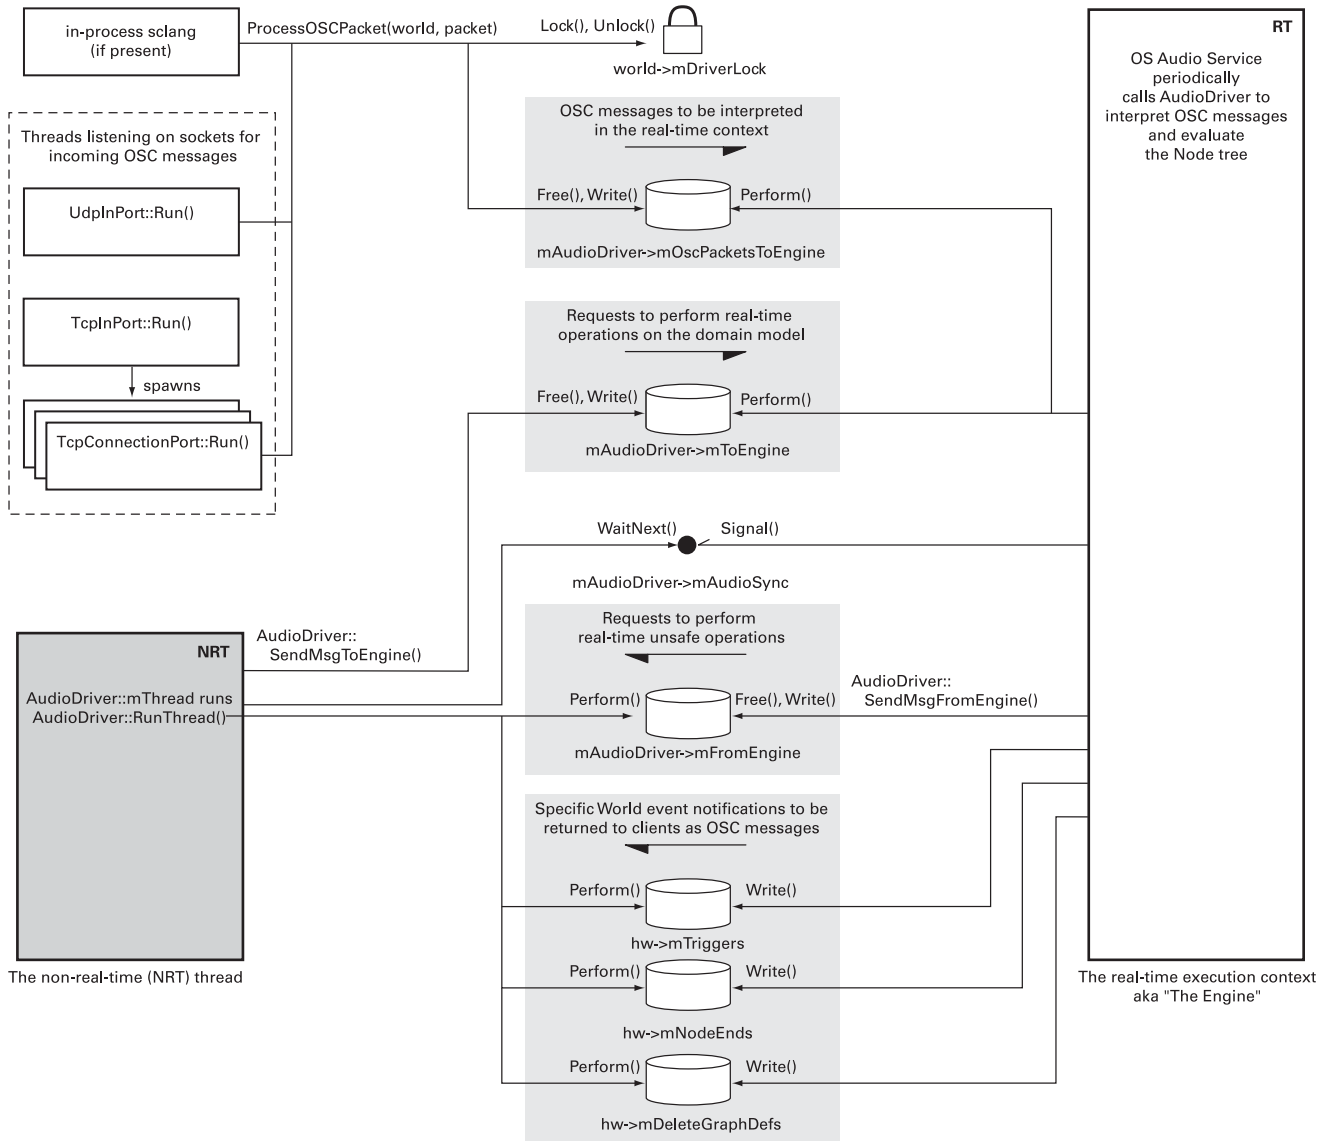 in-process sclang
(if present)
ProcessOSCPacket(world, packet)
Lock(), Unlock()
world->mDriverLock
RT
OS Audio Service
periodically
calls AudioDriver to
interpret OSC messages
and evaluate
the Node tree
Threads listening on sockets for
incoming OSC messages
UdpInPort::Run()
TcpInPort::Run()
spawns
TcpConnectionPort::Run()
OSC messages to be interpreted
in the real-time context
Free(), Write()
Perform()
mAudioDriver->mOscPacketsToEngine
Requests to perform real-time
operations on the domain model
Free(), Write()
Perform()
mAudioDriver->mToEngine
WaitNext()
Signal()
mAudioDriver->mAudioSync
NRT
AudioDriver::mThread runs
AudioDriver::RunThread()
The non-real-time (NRT) thread
AudioDriver::
SendMsgToEngine()
Requests to perform
real-time unsafe operations
Perform()
Free(), Write()
AudioDriver::
SendMsgFromEngine()
mAudioDriver->mFromEngine
Specific World event notifications to be
returned to clients as OSC messages
Perform()
Write()
hw->mTriggers
Perform()
Write()
hw->mNodeEnds
Perform()
Write()
hw->mDeleteGraphDefs
The real-time execution context
aka "The Engine"